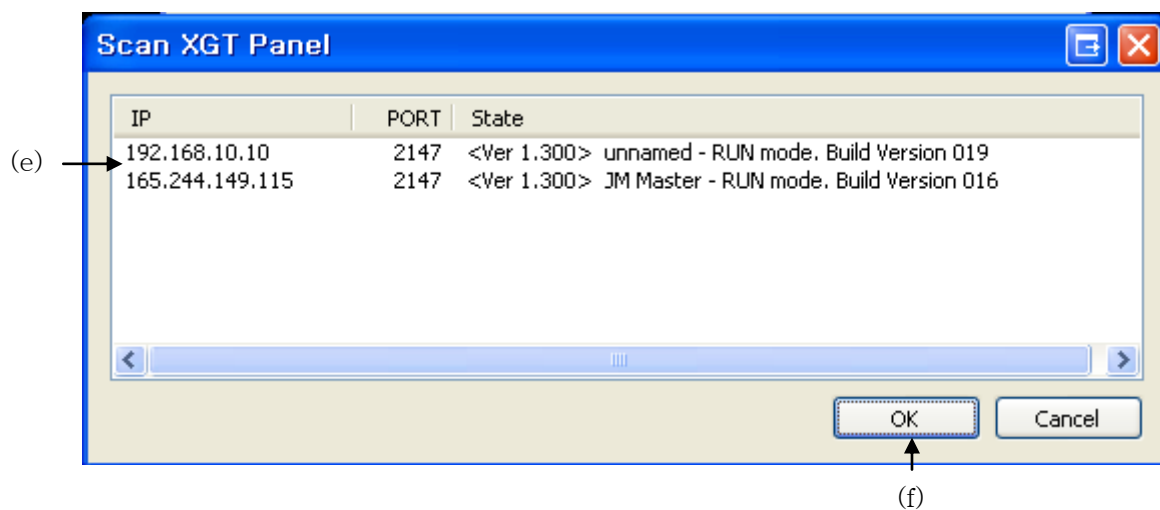 Scan XGT Panel
IP PORT State
(e)
192.168.10.10 2147 <Ver 1.300> unnamed - RUN mode. Build Version 019
165.244.149.115 2147 <Ver 1.300> JM Master - RUN mode. Build Version 016
OK Cancel
(f)